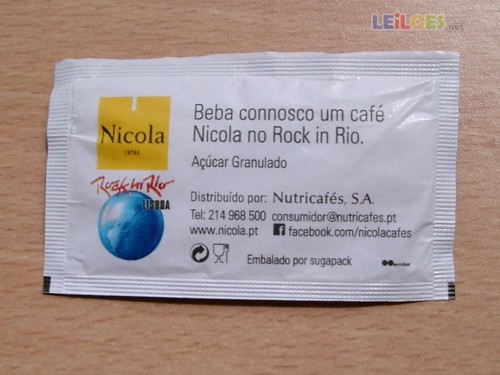 LEiLOES.net
Nicola
cafés
Beba connosco um café
Nicola no Rock in Rio.
Açúcar Granulado
Rock in Rio
LISBOA
Distribuído por: Nutricafés, S.A.
Tel: 214 968 500 consumidor@nutricafes.pt
www.nicola.pt facebook.com/nicolacafes
Embalado por sugapack